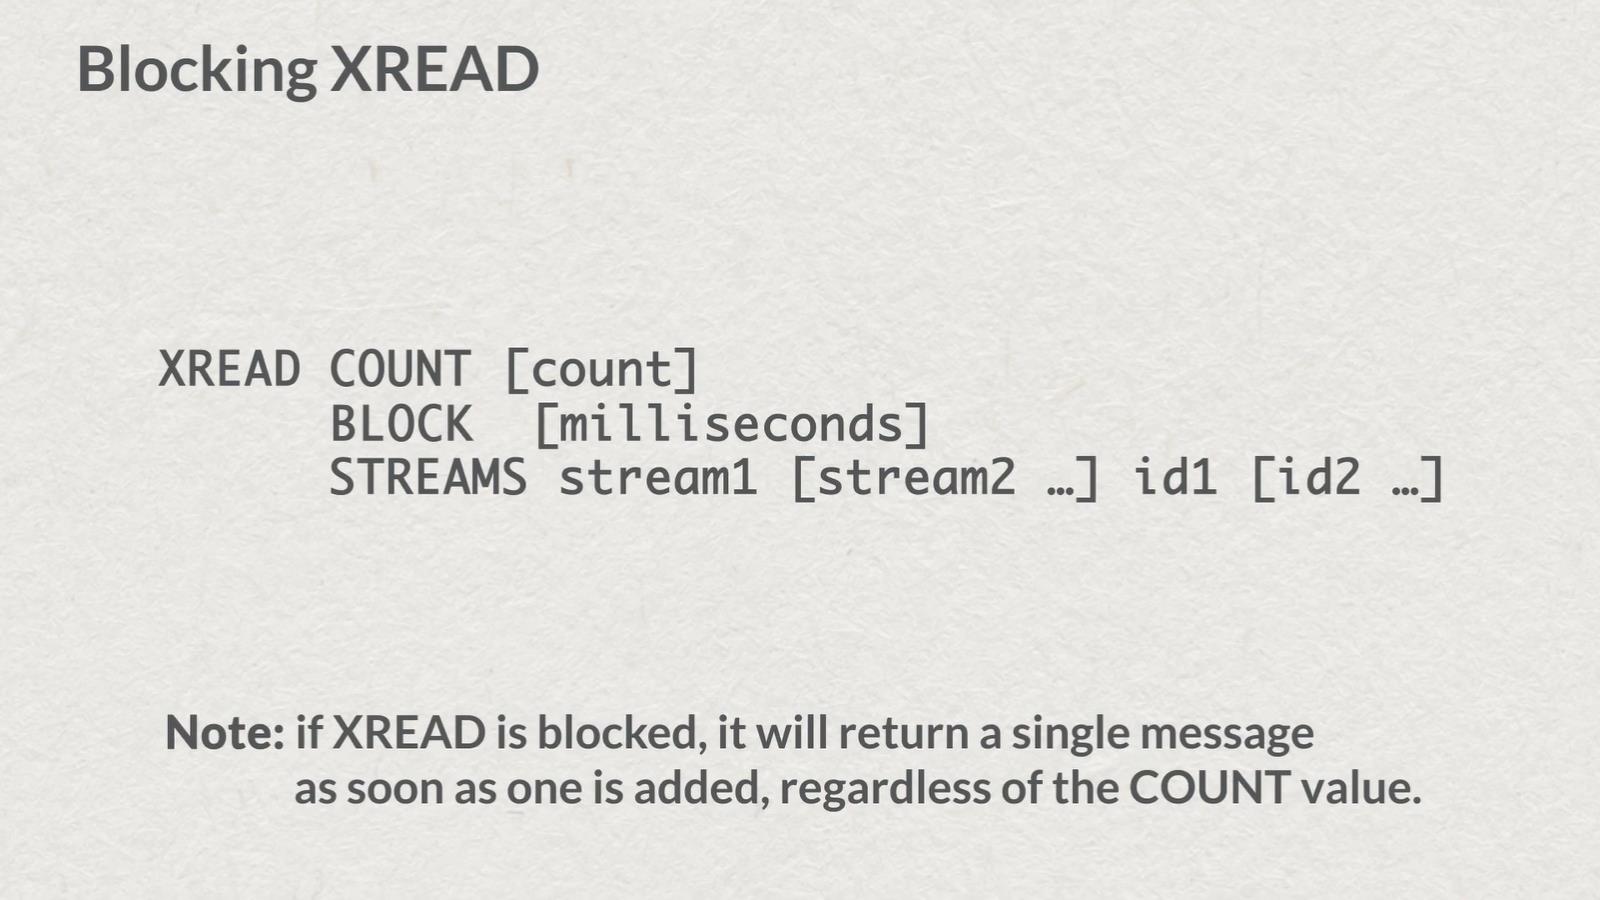 Blocking XREAD
XREAD COUNT [count]
BLOCK [milliseconds]
STREAMS stream1 [stream2 …] id1 [id2 …]
Note: if XREAD is blocked, it will return a single message
as soon as one is added, regardless of the COUNT value.